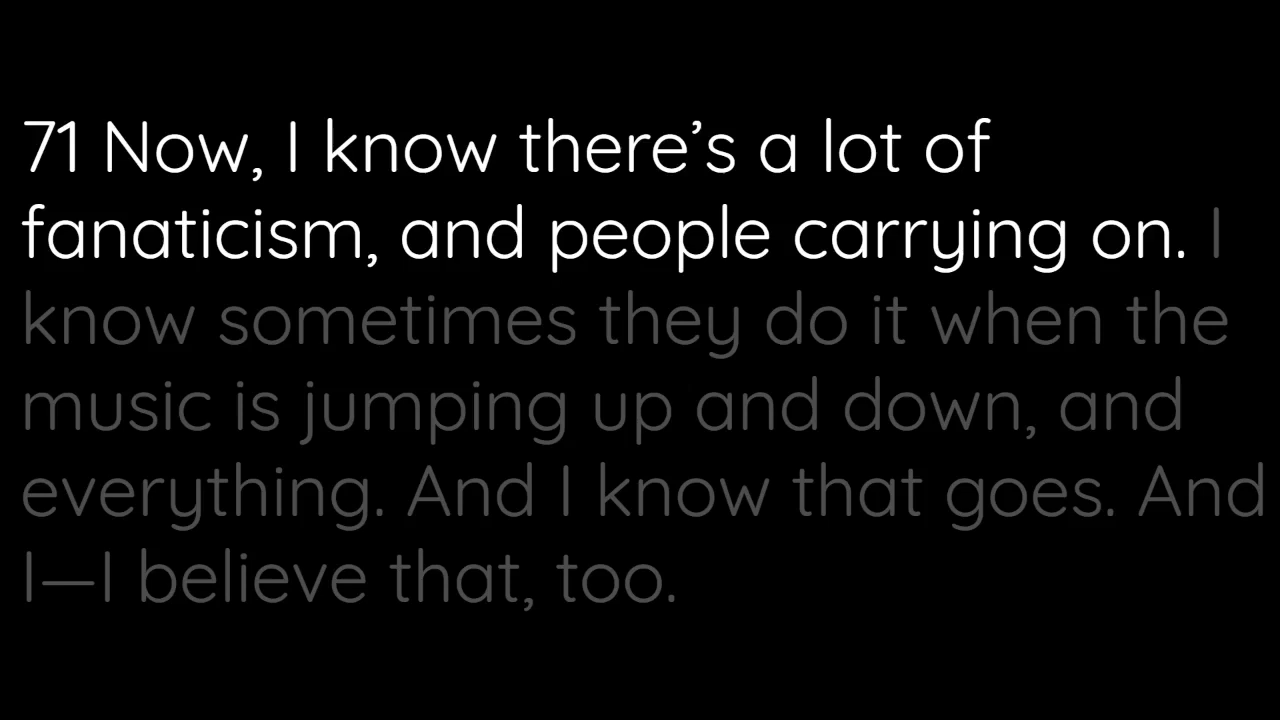 71 Now, I know there’s a lot of
fanaticism, and people carrying on. I
know sometimes they do it when the
music is jumping up and down, and
everything. And I know that goes. And
I—I believe that, too.